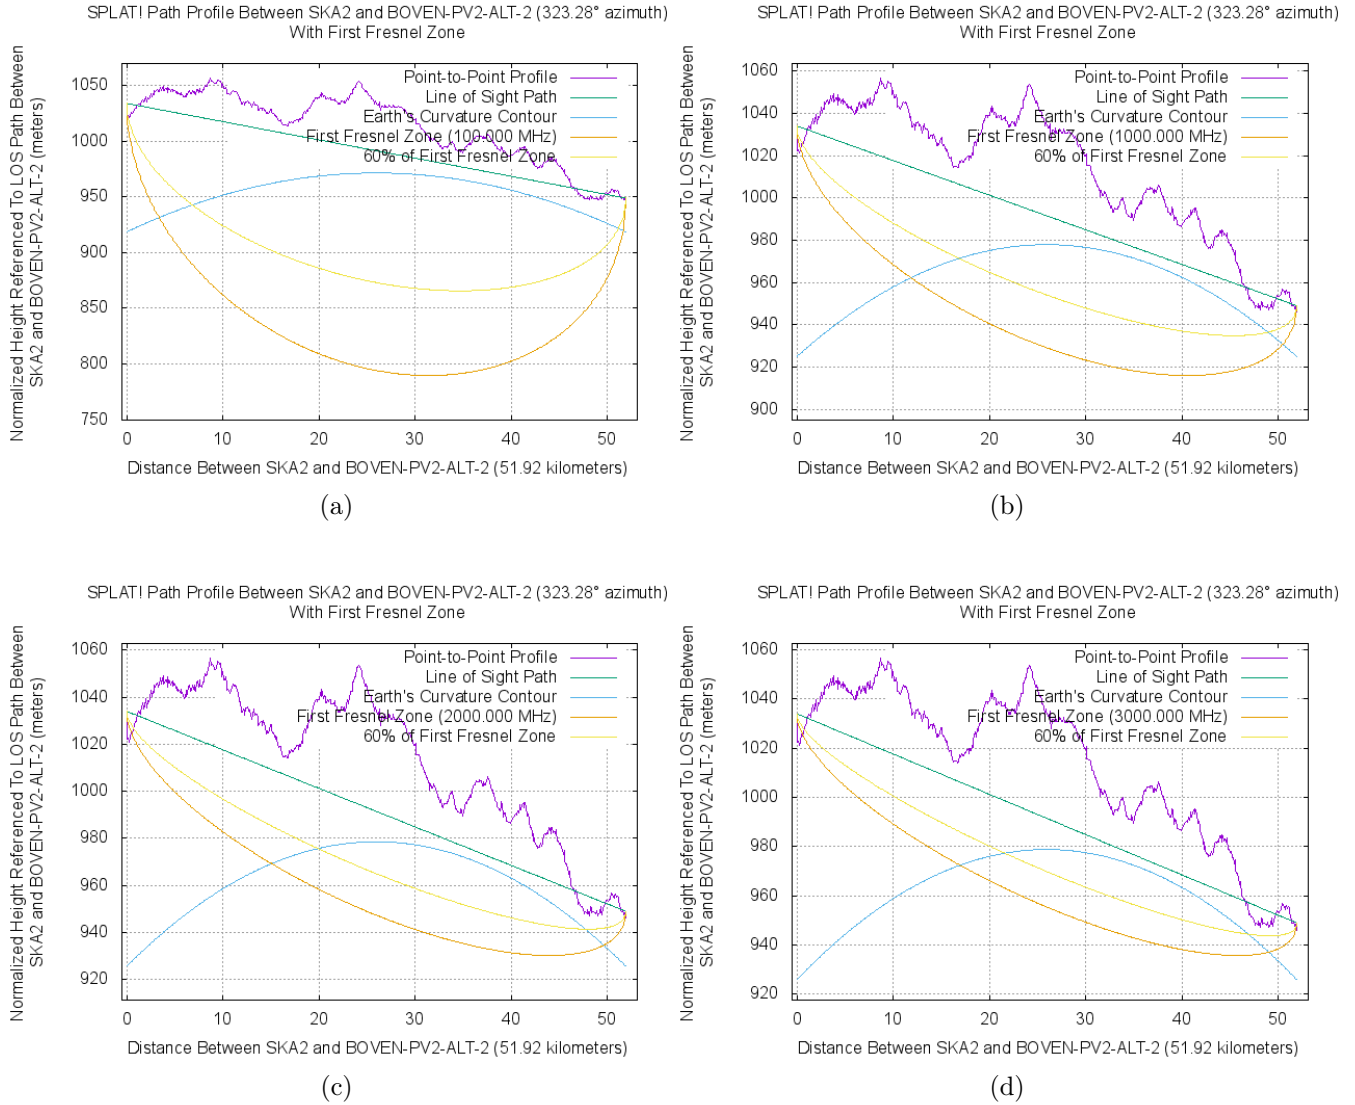 SPLAT! Path Profile Between SKA2 and BOVEN-PV2-ALT-2 (323.28° azimuth)
With First Fresnel Zone
Normalized Height Referenced To LOS Path Between
SKA2 and BOVEN-PV2-ALT-2 (meters)
1050
1000
950
900
850
800
750
Point-to-Point Profile
Line of Sight Path
Earth's Curvature Contour
First Fresnel Zone (100.000 MHz)
60% of First Fresnel Zone
0 10 20 30 40 50
Distance Between SKA2 and BOVEN-PV2-ALT-2 (51.92 kilometers)
(a)
SPLAT! Path Profile Between SKA2 and BOVEN-PV2-ALT-2 (323.28° azimuth)
With First Fresnel Zone
Normalized Height Referenced To LOS Path Between
SKA2 and BOVEN-PV2-ALT-2 (meters)
1060
1040
1020
1000
980
960
940
920
900
Point-to-Point Profile
Line of Sight Path
Earth's Curvature Contour
First Fresnel Zone (1000.000 MHz)
60% of First Fresnel Zone
0 10 20 30 40 50
Distance Between SKA2 and BOVEN-PV2-ALT-2 (51.92 kilometers)
(b)
SPLAT! Path Profile Between SKA2 and BOVEN-PV2-ALT-2 (323.28° azimuth)
With First Fresnel Zone
Normalized Height Referenced To LOS Path Between
SKA2 and BOVEN-PV2-ALT-2 (meters)
1060
1040
1020
1000
980
960
940
920
Point-to-Point Profile
Line of Sight Path
Earth's Curvature Contour
First Fresnel Zone (2000.000 MHz)
60% of First Fresnel Zone
0 10 20 30 40 50
Distance Between SKA2 and BOVEN-PV2-ALT-2 (51.92 kilometers)
(c)
SPLAT! Path Profile Between SKA2 and BOVEN-PV2-ALT-2 (323.28° azimuth)
With First Fresnel Zone
Normalized Height Referenced To LOS Path Between
SKA2 and BOVEN-PV2-ALT-2 (meters)
1060
1040
1020
1000
980
960
940
920
Point-to-Point Profile
Line of Sight Path
Earth's Curvature Contour
First Fresnel Zone (3000.000 MHz)
60% of First Fresnel Zone
0 10 20 30 40 50
Distance Between SKA2 and BOVEN-PV2-ALT-2 (51.92 kilometers)
(d)